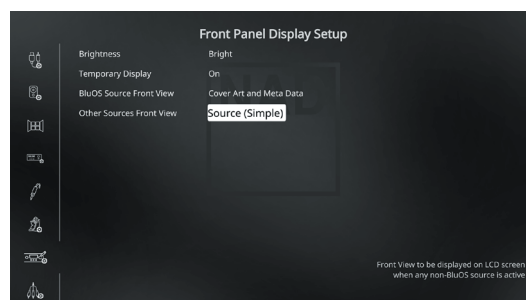 Front Panel Display Setup
Brightness Bright
Temporary Display On
BluOS Source Front View Cover Art and Meta Data
Other Sources Front View Source (Simple)
NAD
Front View to be displayed on LCD screen
when any non-BluOS source is active